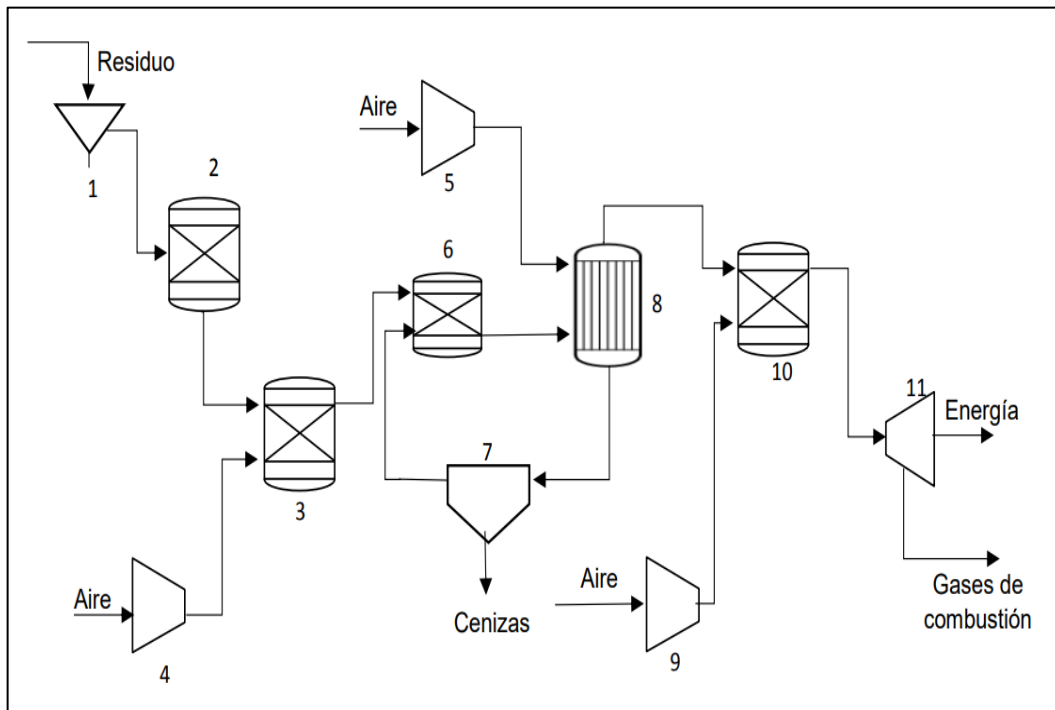 Residuo
1
2
Aire
5
6
8
10
11
Energía
3
7
Aire
4
Cenizas
Aire
9
Gases de
combustión